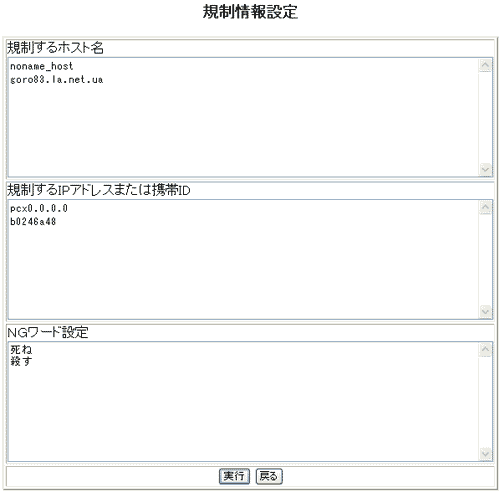 規制情報設定
規制するホスト名
noname_host
goro83.la.net.ua
規制するIPアドレスまたは携帯ID
pcx0.0.0.0
b0246a48
NGワード設定
死ね
殺す
実行 戻る